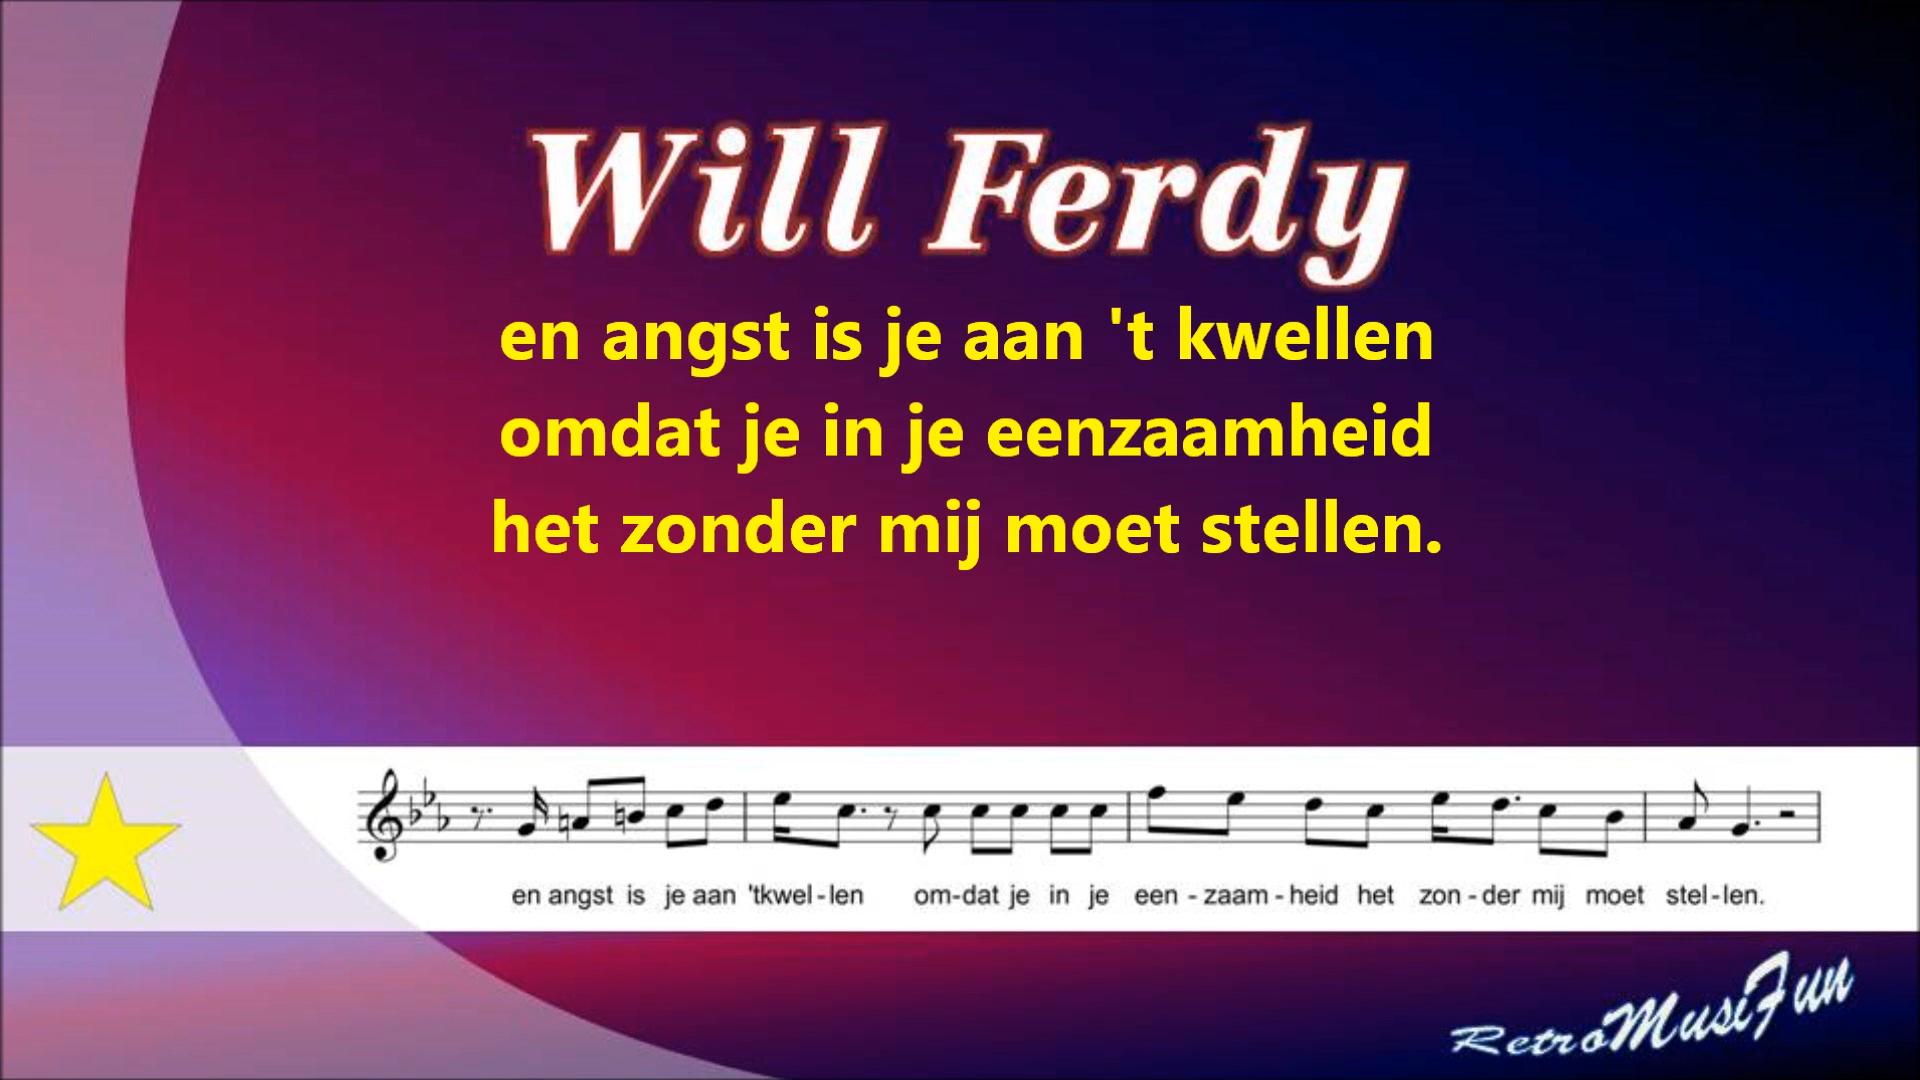 Will Ferdy
en angst is je aan 't kwellen
omdat je in je eenzaamheid
het zonder mij moet stellen.
en angst is je aan 'tkwel-len om-dat je in je een-zaam-heid het zon-der mij moet stel-len.
RetroMusiFun